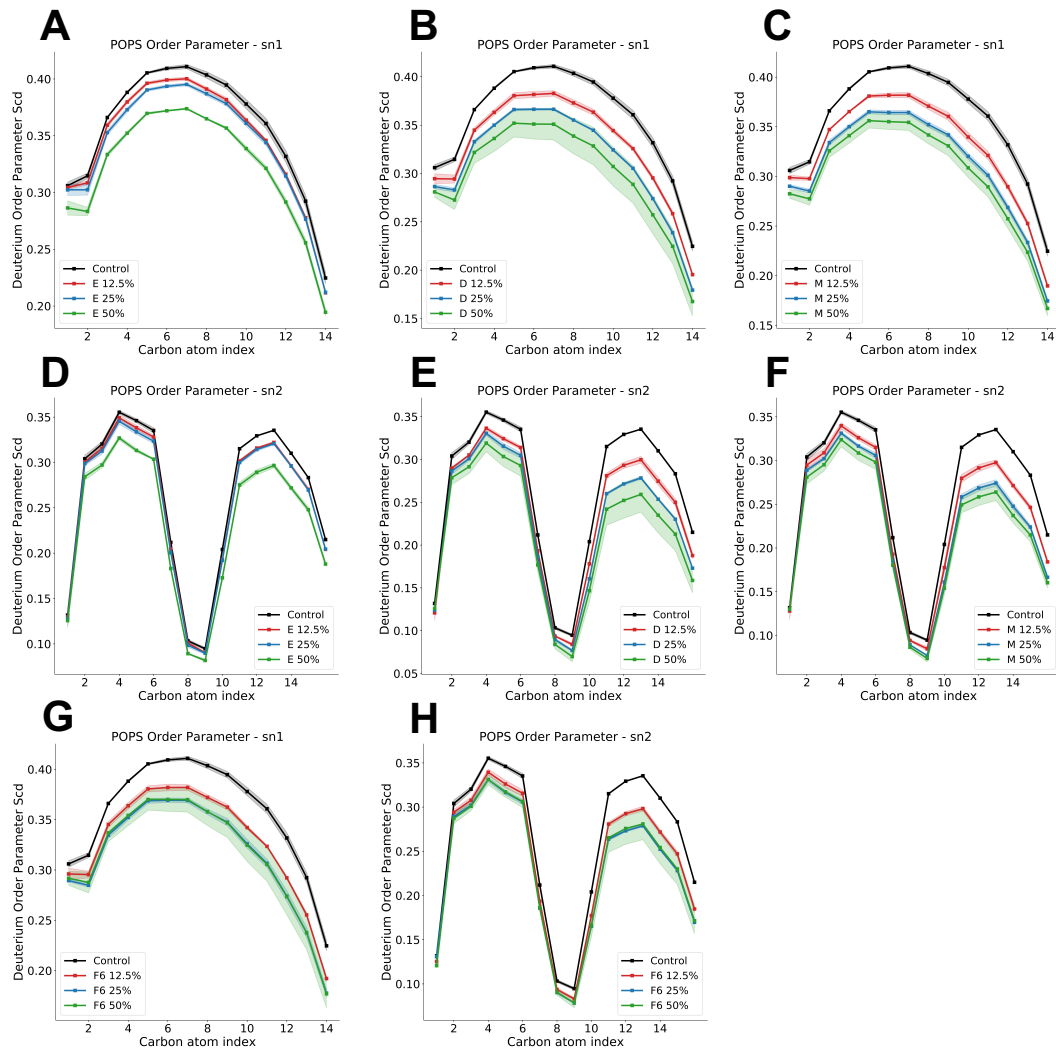 A
POPS Order Parameter - sn1
Deuterium Order Parameter Scd
0.40
0.35
0.30
0.25
0.20
Control
E 12.5%
E 25%
E 50%
2 4 6 8 10 12 14
Carbon atom index
B
POPS Order Parameter - sn1
Deuterium Order Parameter Scd
0.40
0.35
0.30
0.25
0.20
0.15
Control
D 12.5%
D 25%
D 50%
2 4 6 8 10 12 14
Carbon atom index
C
POPS Order Parameter - sn1
Deuterium Order Parameter Scd
0.40
0.35
0.30
0.25
0.20
0.15
Control
M 12.5%
M 25%
M 50%
2 4 6 8 10 12 14
Carbon atom index
D
POPS Order Parameter - sn2
Deuterium Order Parameter Scd
0.35
0.30
0.25
0.20
0.15
0.10
Control
E 12.5%
E 25%
E 50%
2 4 6 8 10 12 14
Carbon atom index
E
POPS Order Parameter - sn2
Deuterium Order Parameter Scd
0.35
0.30
0.25
0.20
0.15
0.10
0.05
Control
D 12.5%
D 25%
D 50%
2 4 6 8 10 12 14
Carbon atom index
F
POPS Order Parameter - sn2
Deuterium Order Parameter Scd
0.35
0.30
0.25
0.20
0.15
0.10
Control
M 12.5%
M 25%
M 50%
2 4 6 8 10 12 14
Carbon atom index
G
POPS Order Parameter - sn1
Deuterium Order Parameter Scd
0.40
0.35
0.30
0.25
0.20
Control
F6 12.5%
F6 25%
F6 50%
2 4 6 8 10 12 14
Carbon atom index
H
POPS Order Parameter - sn2
Deuterium Order Parameter Scd
0.35
0.30
0.25
0.20
0.15
0.10
Control
F6 12.5%
F6 25%
F6 50%
2 4 6 8 10 12 14
Carbon atom index